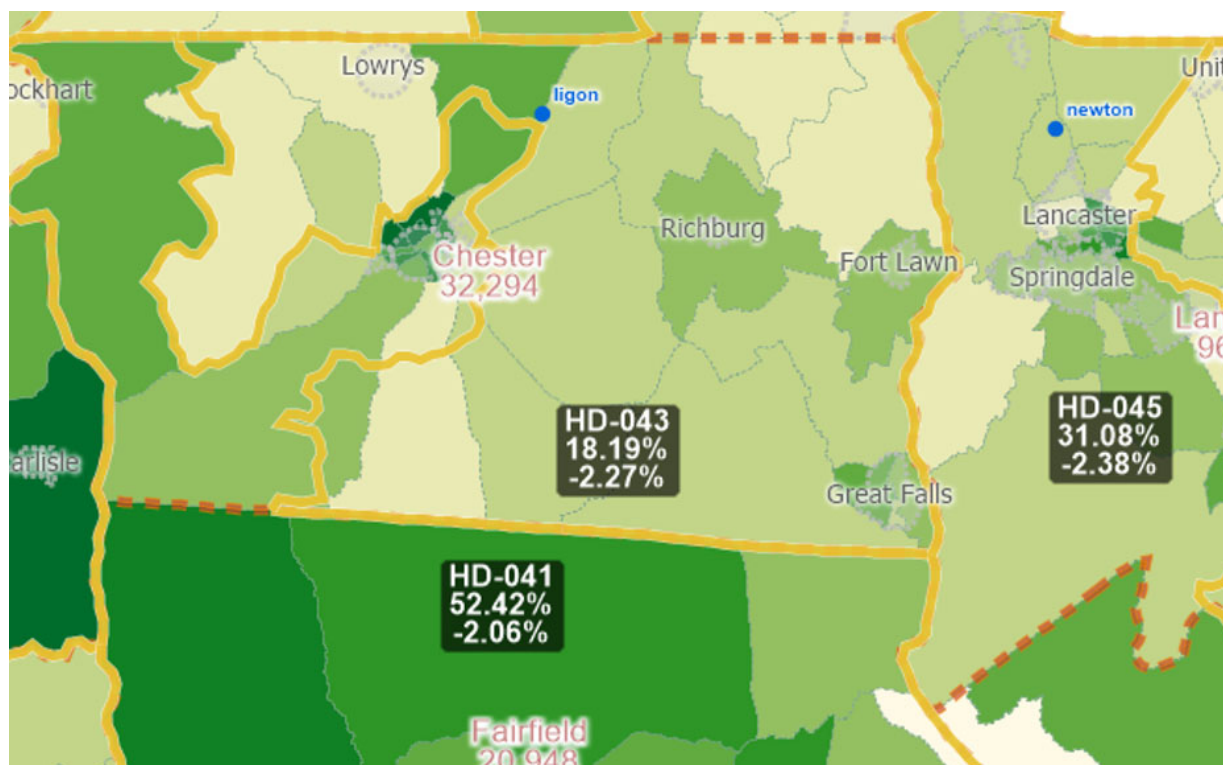 Lowrys
ockhart
Unit
ligon
newton
Richburg
Lancaster
Chester
32,294
Fort Lawn
Springdale
Lan
96
HD-043
18.19%
-2.27%
HD-045
31.08%
-2.38%
arlisle
Great Falls
HD-041
52.42%
-2.06%
Fairfield
20,948